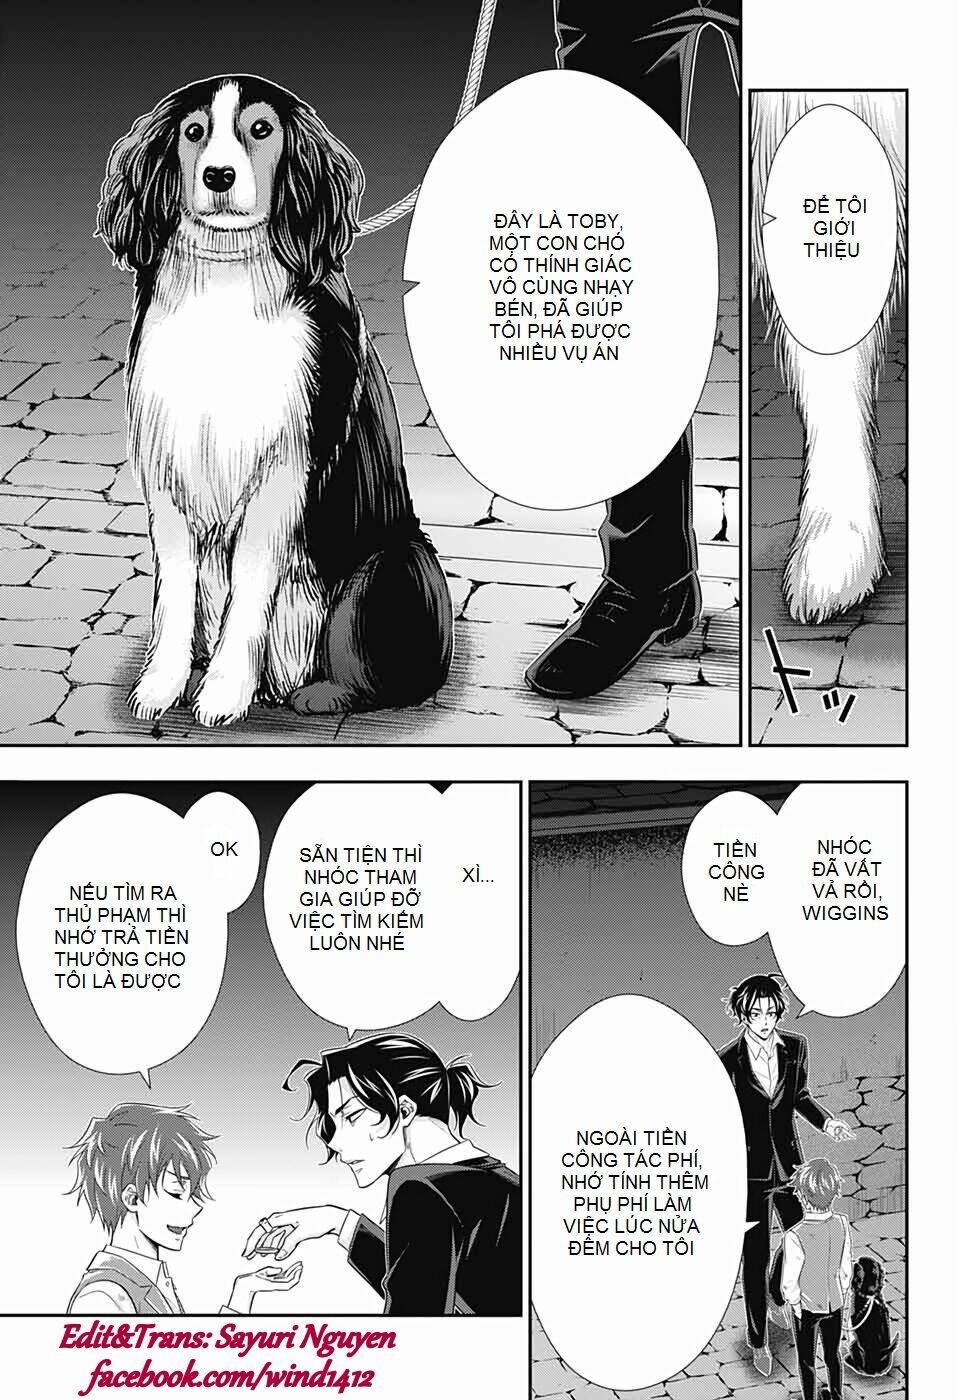 ĐỂ TÔI
GIỚI
THIỆU
ĐÂY LÀ TOBY,
MỘT CON CHÓ
CÓ THÍNH GIÁC
VÔ CÙNG NHẠY
BÉN, ĐÃ GIÚP
TÔI PHÁ ĐƯỢC
NHIỀU VỤ ÁN
NHÓC
ĐÃ VẤT
VẢ RỒI,
WIGGINS
TIỀN
CÔNG
NÈ
NGOÀI TIỀN
CÔNG TÁC PHÍ,
NHỚ TÍNH THÊM
PHỤ PHÍ LÀM
VIỆC LÚC NỬA
ĐÊM CHO TÔI
XÌ...
SẴN TIỆN THÌ
NHÓC THAM
GIA GIÚP ĐỠ
VIỆC TÌM KIẾM
LUÔN NHÉ
OK
NẾU TÌM RA
THỦ PHẠM THÌ
NHỚ TRẢ TIỀN
THƯỞNG CHO
TÔI LÀ ĐƯỢC
Edit&Trans: Sayuri Nguyen
facebook.com/wind1412